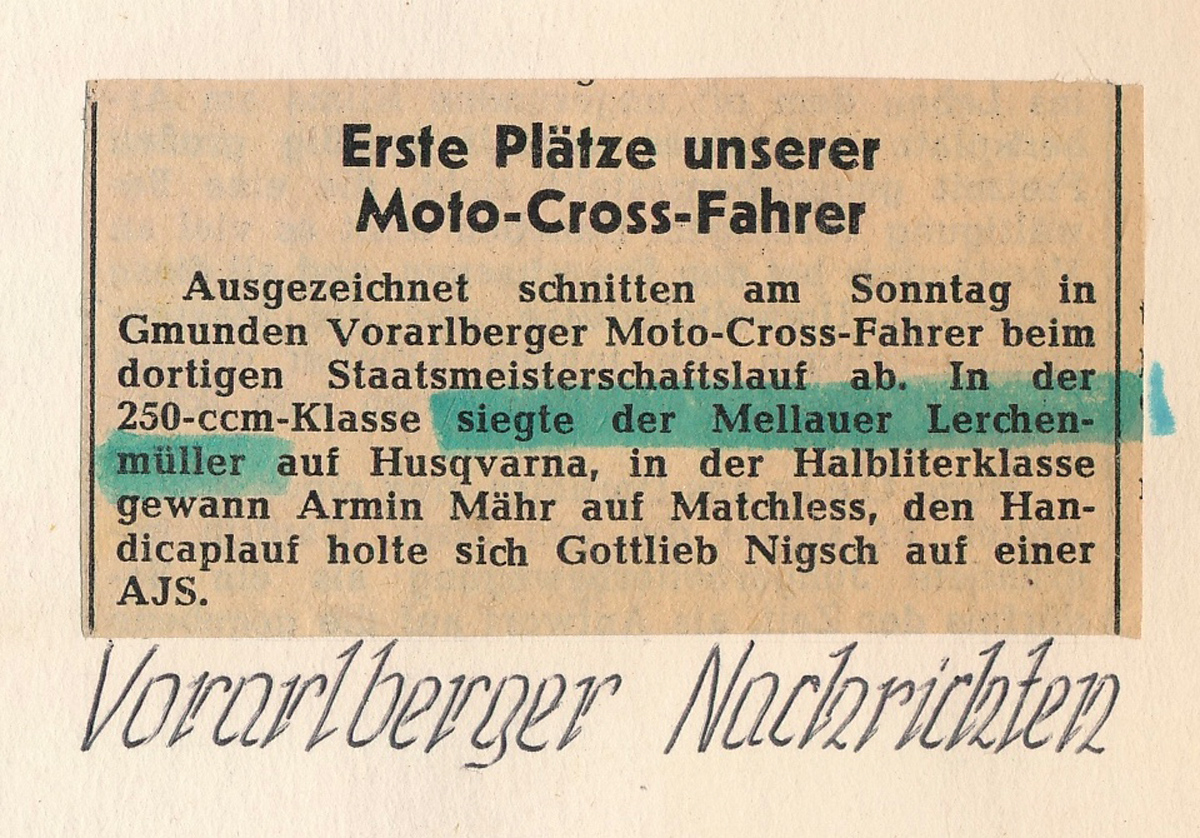 Erste Plätze unserer
Moto-Cross-Fahrer
Ausgezeichnet schnitten am Sonntag in
Gmunden Vorarlberger Moto-Cross-Fahrer beim
dortigen Staatsmeisterschaftslauf ab. In der
250-ccm-Klasse siegte der Mellauer Lerchen-
müller auf Husqvarna, in der Halbliterklasse
gewann Armin Mähr auf Matchless, den Han-
dicaplauf holte sich Gottlieb Nigsch auf einer
AJS.
Vorarlberger Nachrichten